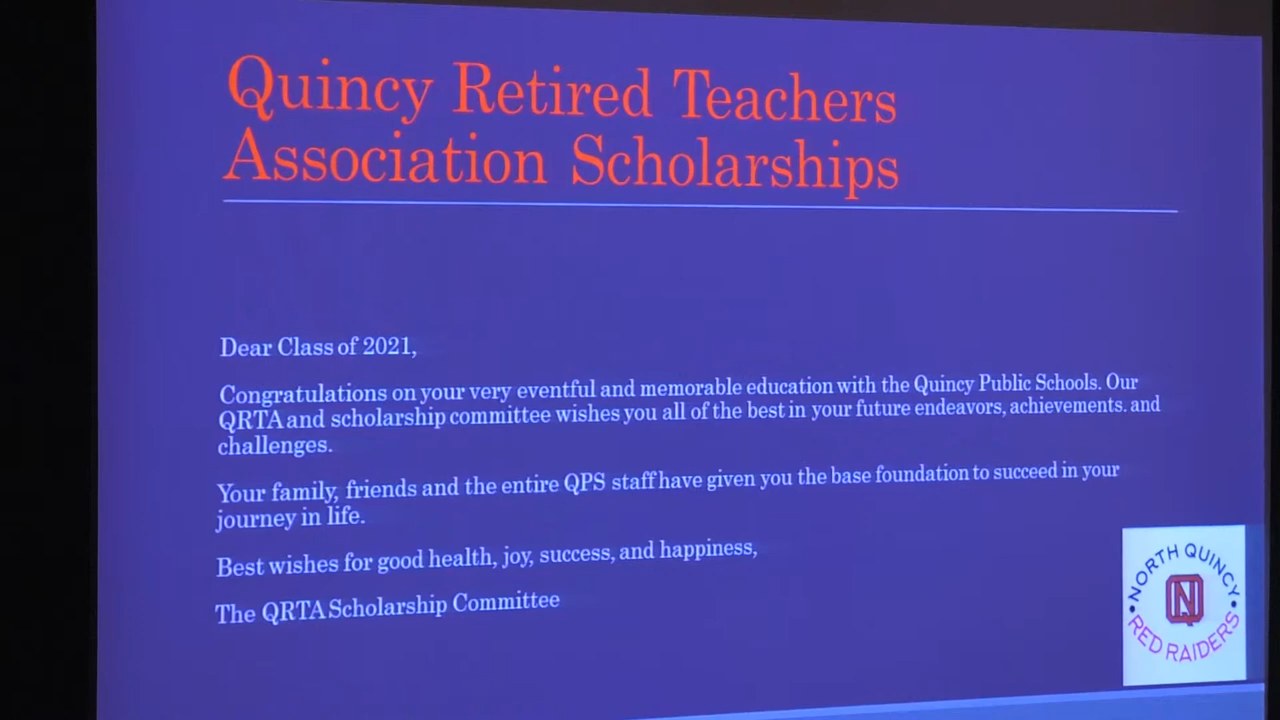 Quincy Retired Teachers
Association Scholarships
Dear Class of 2021,
Congratulations on your very eventful and memorable education with the Quincy Public Schools. Our
QRTA and scholarship committee wishes you all of the best in your future endeavors, achievements. and
challenges.
Your family, friends and the entire QPS staff have given you the base foundation to succeed in your
journey in life.
Best wishes for good health, joy, success, and happiness,
The QRTA Scholarship Committee
NORTH QUINCY
NQ
RED RAIDERS